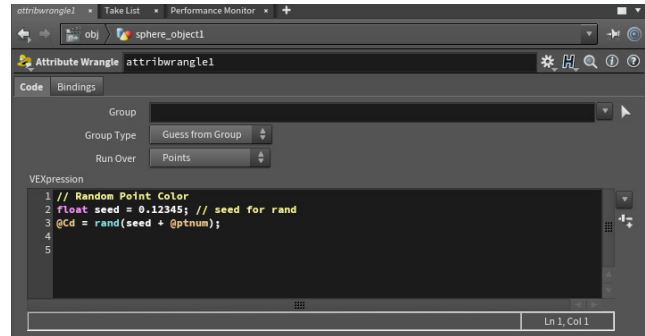 attribwrangle1 × Take List × Performance Monitor × +
obj sphere_object1
Attribute Wrangle attribwrangle1
Code Bindings
Group
Group Type Guess from Group
Run Over Points
VEXpression
1 // Random Point Color
2 float seed = 0.12345; // seed for rand
3 @Cd = rand(seed + @ptnum);
4
5
Ln 1, Col 1